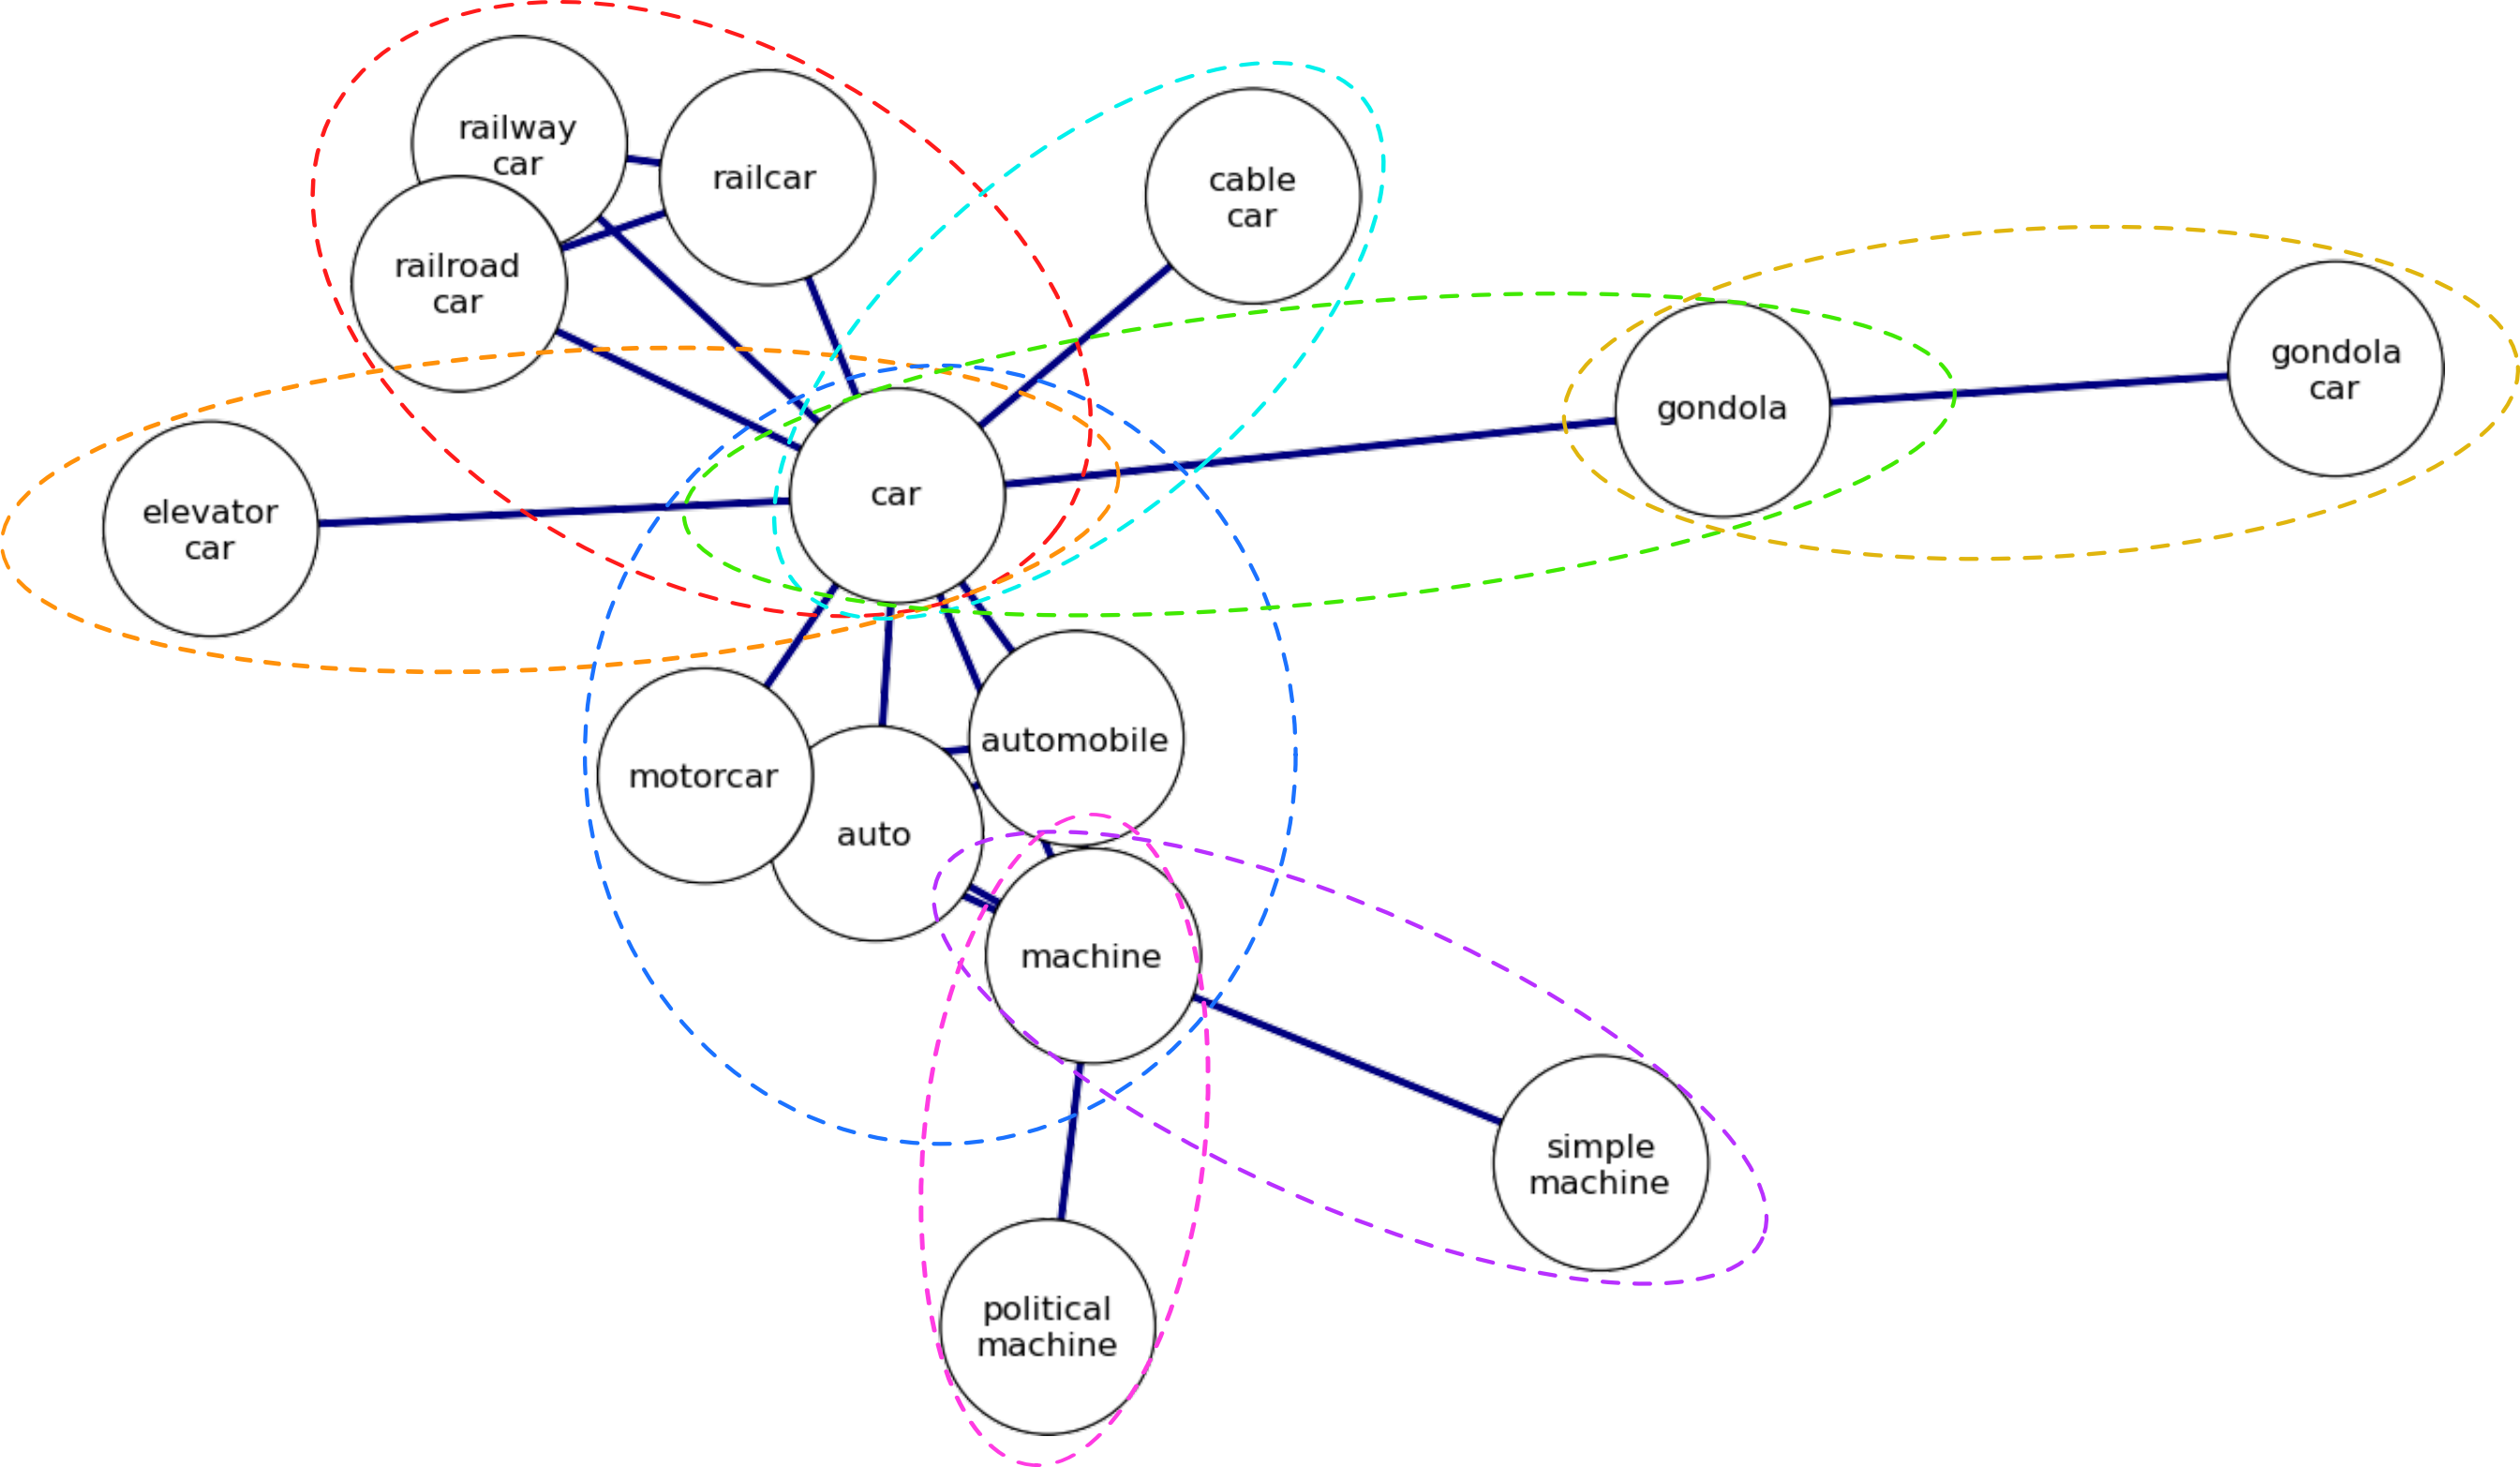 railway
car
railcar
cable
car
railroad
car
gondola
car
gondola
car
elevator
car
automobile
motorcar
auto
machine
simple
machine
political
machine